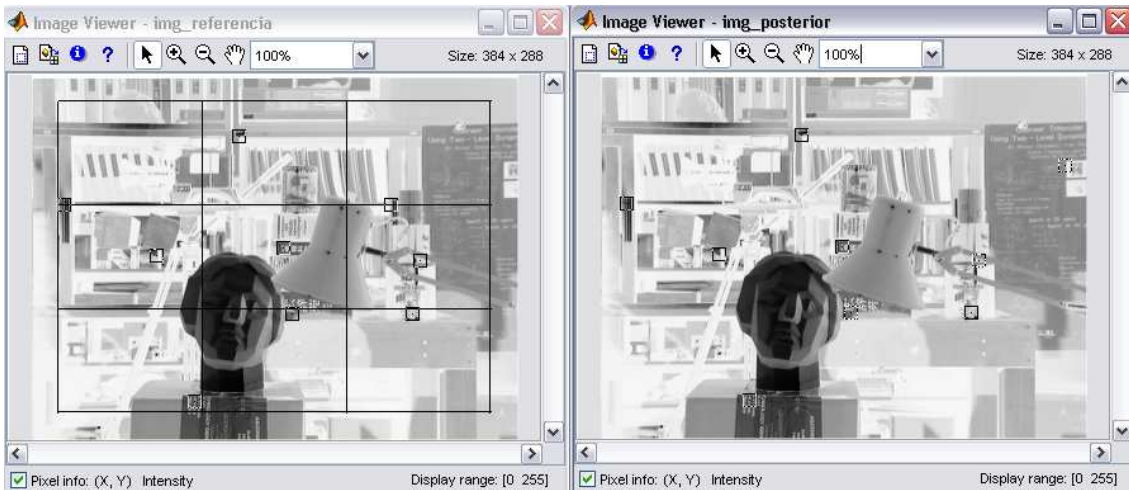 Image Viewer - img_referencia
100%
Size: 384 x 288
Pixel info: (X, Y) Intensity
Display range: [0 255]
Image Viewer - img_posterior
100%
Size: 384 x 288
Pixel info: (X, Y) Intensity
Display range: [0 255]